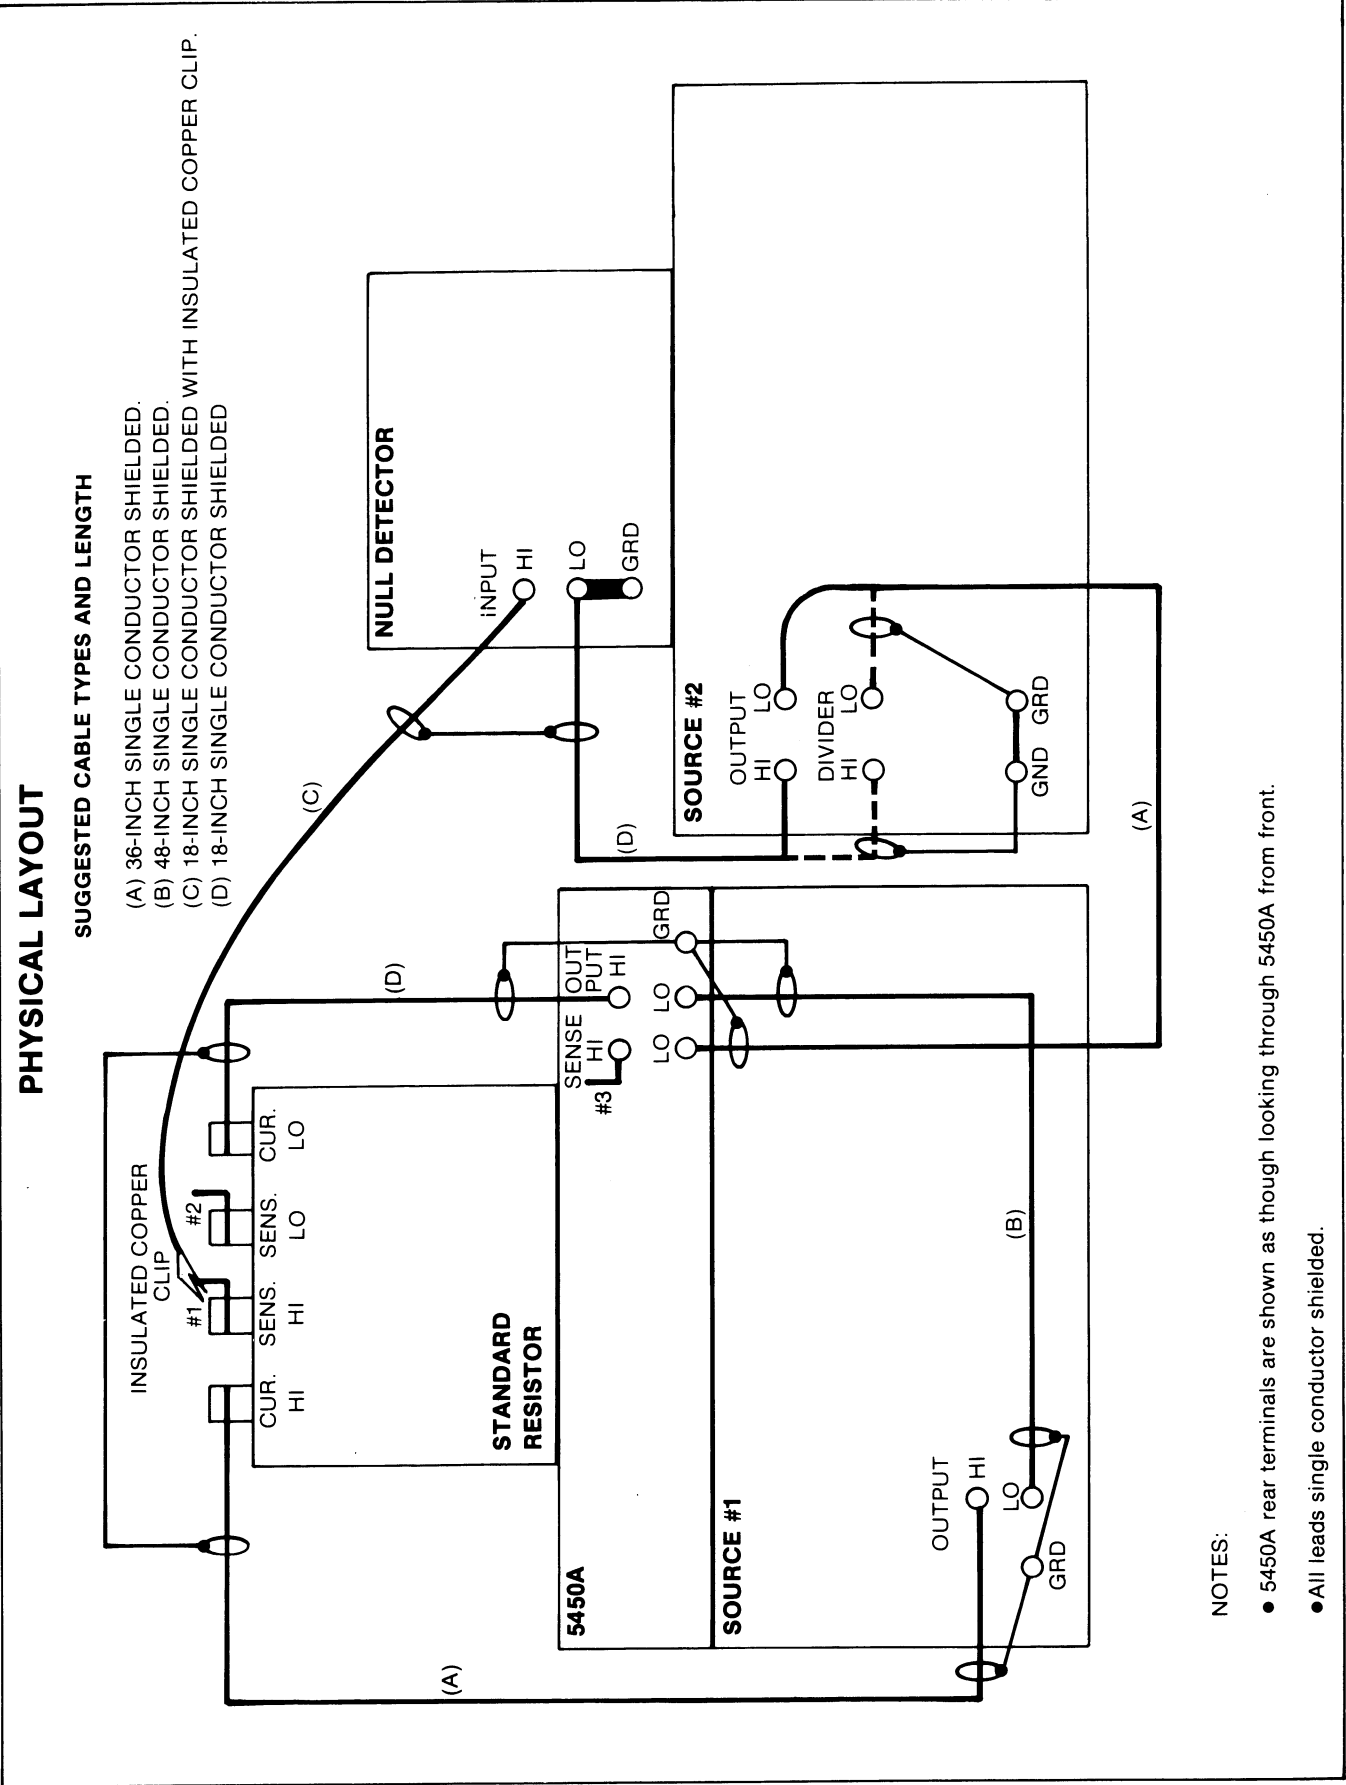 PHYSICAL LAYOUT
SUGGESTED CABLE TYPES AND LENGTH
(A) 36-INCH SINGLE CONDUCTOR SHIELDED.
(B) 48-INCH SINGLE CONDUCTOR SHIELDED.
(C) 18-INCH SINGLE CONDUCTOR SHIELDED WITH INSULATED COPPER CLIP.
(D) 18-INCH SINGLE CONDUCTOR SHIELDED
INSULATED COPPER
CLIP
#1
#2
CUR.
HI
SENS.
HI
SENS.
LO
CUR.
LO
STANDARD
RESISTOR
(C)
(D)
NULL DETECTOR
INPUT
HI
LO
GRD
(A)
5450A
#3
SENSE
HI
OUT
PUT
HI
LO
LO
GRD
(D)
SOURCE #1
OUTPUT
HI
LO
GRD
(B)
SOURCE #2
OUTPUT
HI
LO
DIVIDER
HI
LO
GND
GRD
(A)
NOTES:
● 5450A rear terminals are shown as though looking through 5450A from front.
●All leads single conductor shielded.